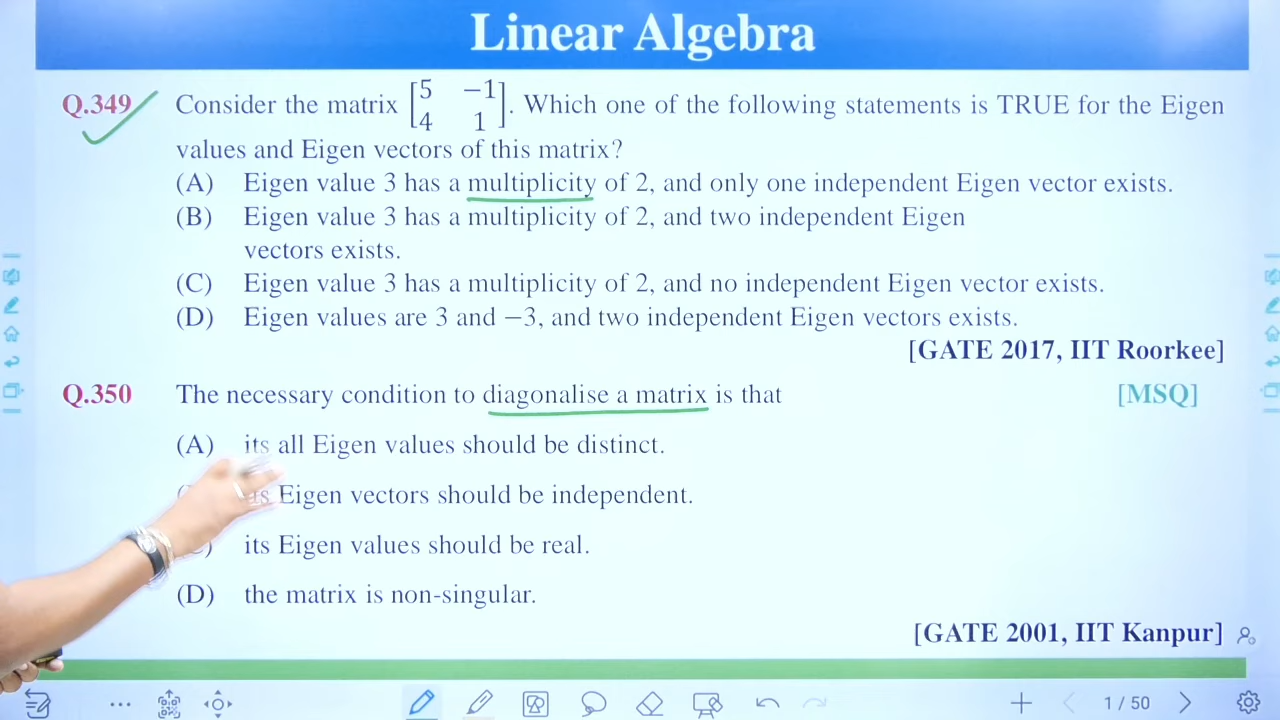 Linear Algebra
Q.349 Consider the matrix [5 −1; 4 1]. Which one of the following statements is TRUE for the Eigen
values and Eigen vectors of this matrix?
(A) Eigen value 3 has a multiplicity of 2, and only one independent Eigen vector exists.
(B) Eigen value 3 has a multiplicity of 2, and two independent Eigen
vectors exists.
(C) Eigen value 3 has a multiplicity of 2, and no independent Eigen vector exists.
(D) Eigen values are 3 and −3, and two independent Eigen vectors exists.
[GATE 2017, IIT Roorkee]
Q.350 The necessary condition to diagonalise a matrix is that [MSQ]
(A) its all Eigen values should be distinct.
Eigen vectors should be independent.
its Eigen values should be real.
(D) the matrix is non-singular.
[GATE 2001, IIT Kanpur]
1 / 50